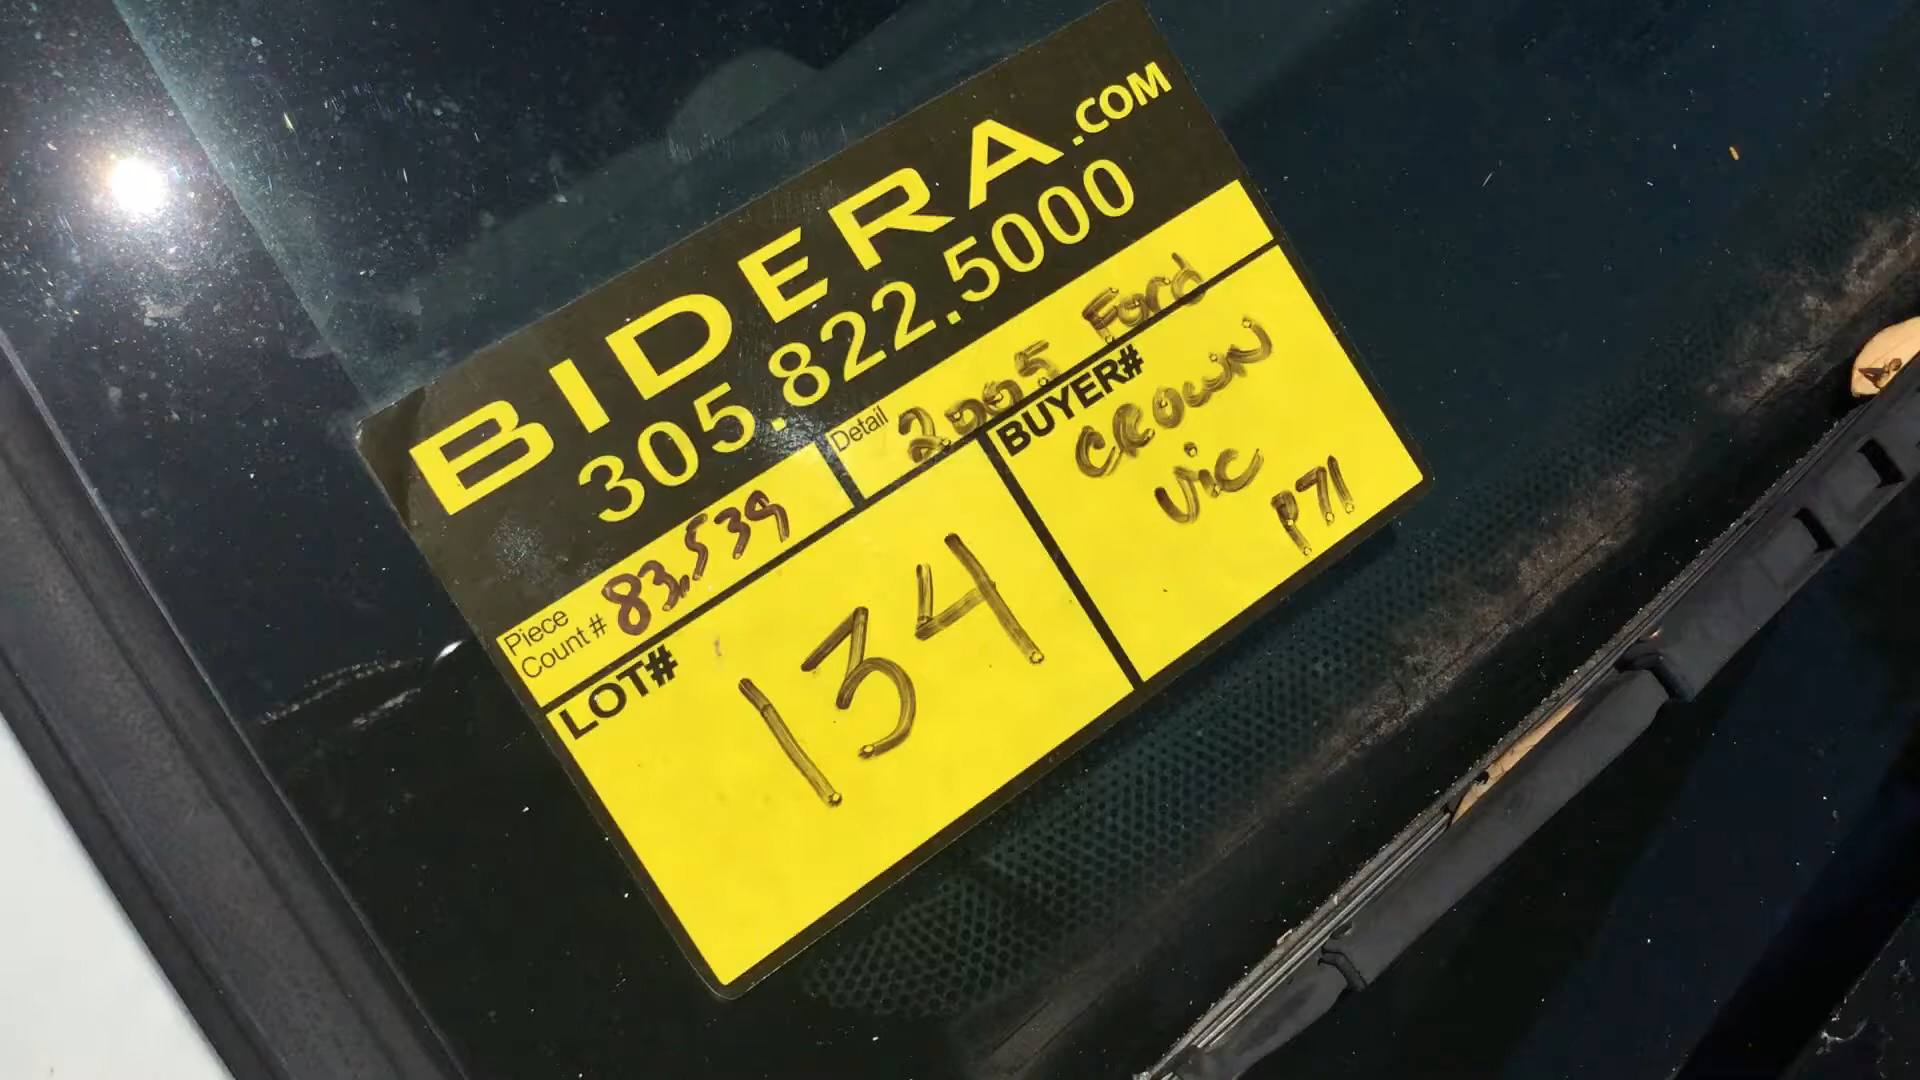 BIDERA.COM
305.822.5000
Piece Count # 83,539
Detail 2005 Ford
LOT# 134
BUYER#
CROWN
Vic
P71